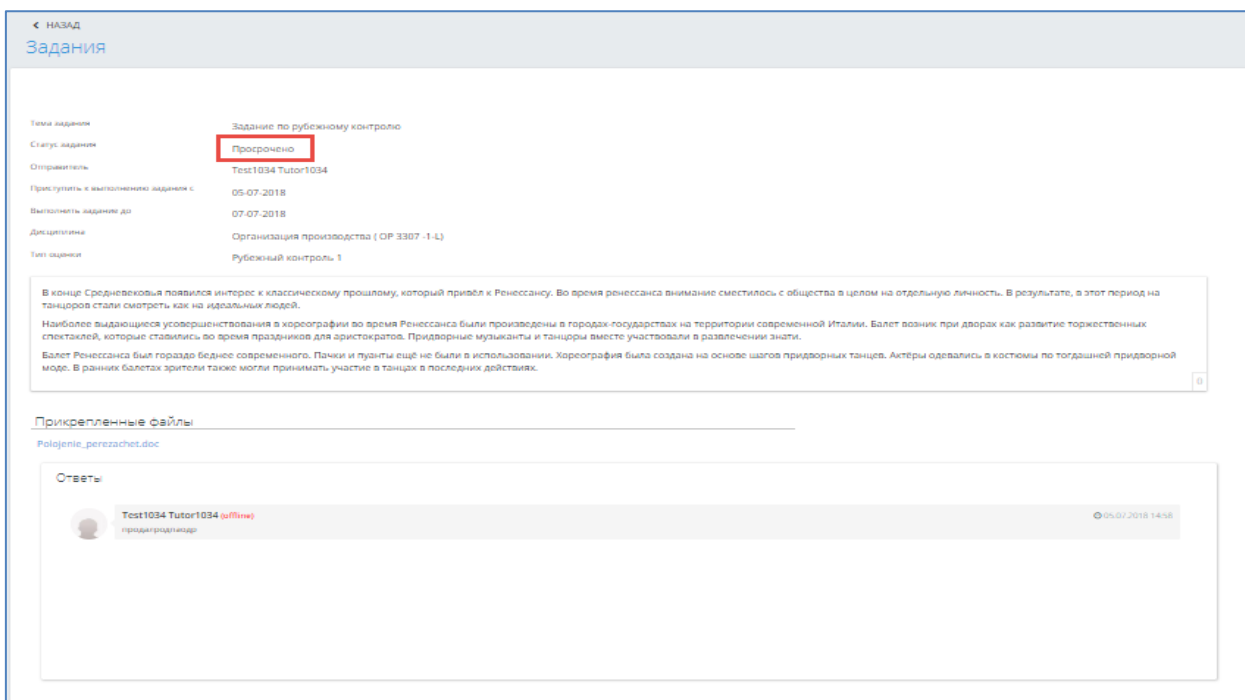 НАЗАД
Задания
Тема задания Задание по рубежному контролю
Статус задания Просрочено
Отправитель Test1034 Tutor1034
Приступить к выполнению задания с 05-07-2018
Выполнить задание до 07-07-2018
Дисциплина Организация производства ( OP 3307 -1-L)
Тип оценки Рубежный контроль 1
В конце Средневековья появился интерес к классическому прошлому, который привёл к Ренессансу. Во время ренессанса внимание сместилось с общества в целом на отдельную личность. В результате, в этот период на
танцоров стали смотреть как на идеальных людей.
Наиболее выдающиеся усовершенствования в хореографии во время Ренессанса были произведены в городах-государствах на территории современной Италии. Балет возник при дворах как развитие торжественных
спектаклей, которые ставились во время праздников для аристократов. Придворные музыканты и танцоры вместе участвовали в развлечении знати.
Балет Ренессанса был гораздо беднее современного. Пачки и пуанты ещё не были в использовании. Хореография была создана на основе шагов придворных танцев. Актёры одевались в костюмы по тогдашней придворной
моде. В ранних балетах зрители также могли принимать участие в танцах в последних действиях.
0
Прикрепленные файлы
Polojenie_perezachet.doc
Ответы
Test1034 Tutor1034 (offline) 05.07.2018 14:58